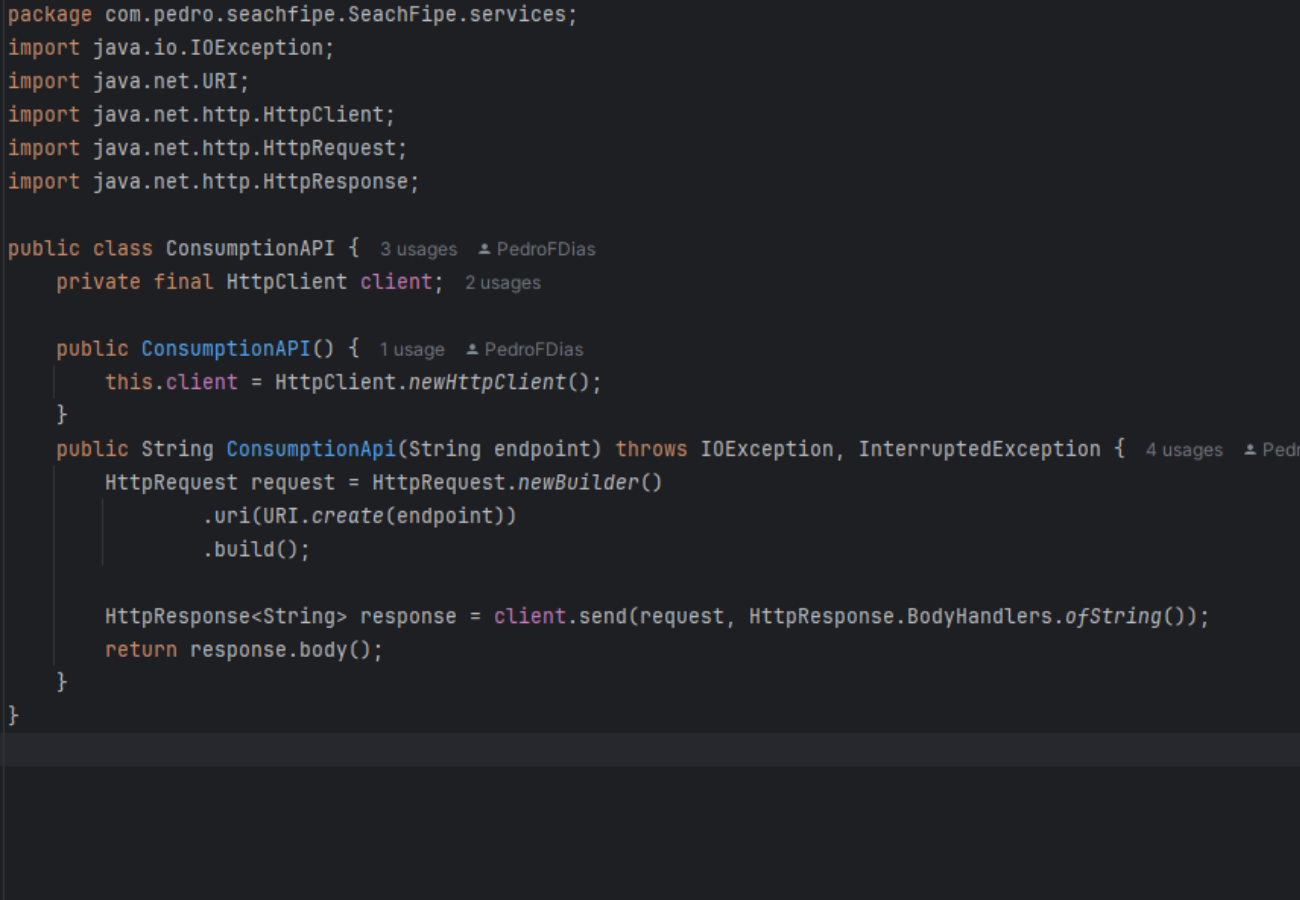 package com.pedro.seachfipe.SeachFipe.services;
import java.io.IOException;
import java.net.URI;
import java.net.http.HttpClient;
import java.net.http.HttpRequest;
import java.net.http.HttpResponse;
public class ConsumptionAPI { 3 usages PedroFDias
private final HttpClient client; 2 usages
public ConsumptionAPI() { 1 usage PedroFDias
this.client = HttpClient.newHttpClient();
}
public String ConsumptionApi(String endpoint) throws IOException, InterruptedException { 4 usages Pedr
HttpRequest request = HttpRequest.newBuilder()
.uri(URI.create(endpoint))
.build();
HttpResponse<String> response = client.send(request, HttpResponse.BodyHandlers.ofString());
return response.body();
}
}